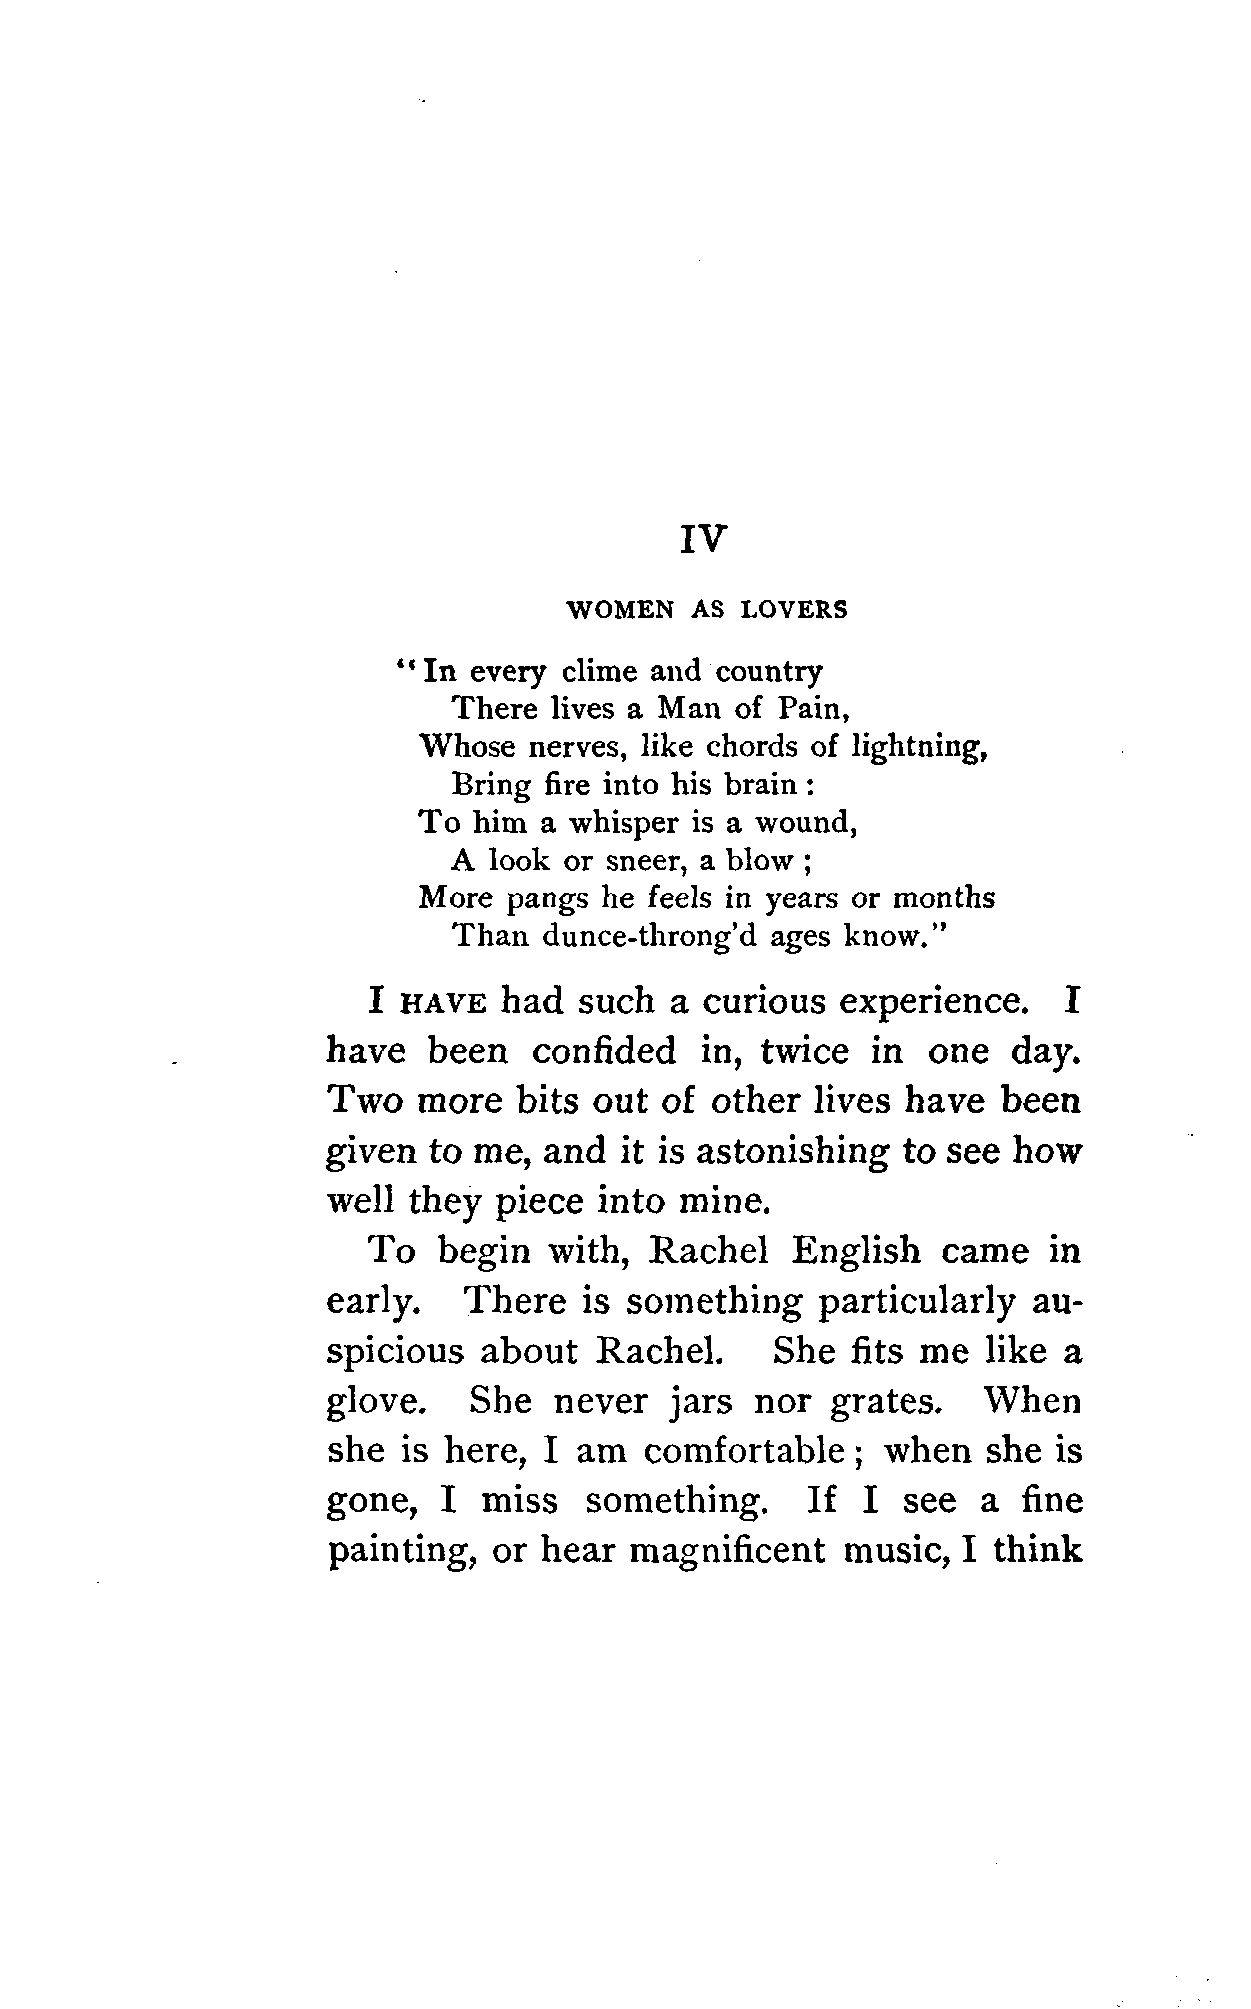 IV
WOMEN AS LOVERS
"In every clime and country
There lives a Man of Pain,
Whose nerves, like chords of lightning,
Bring fire into his brain :
To him a whisper is a wound,
A look or sneer, a blow ;
More pangs he feels in years or months
Than dunce-throng'd ages know."
I HAVE had such a curious experience. I
have been confided in, twice in one day.
Two more bits out of other lives have been
given to me, and it is astonishing to see how
well they piece into mine.
To begin with, Rachel English came in
early. There is something particularly au-
spicious about Rachel. She fits me like a
glove. She never jars nor grates. When
she is here, I am comfortable ; when she is
gone, I miss something. If I see a fine
painting, or hear magnificent music, I think